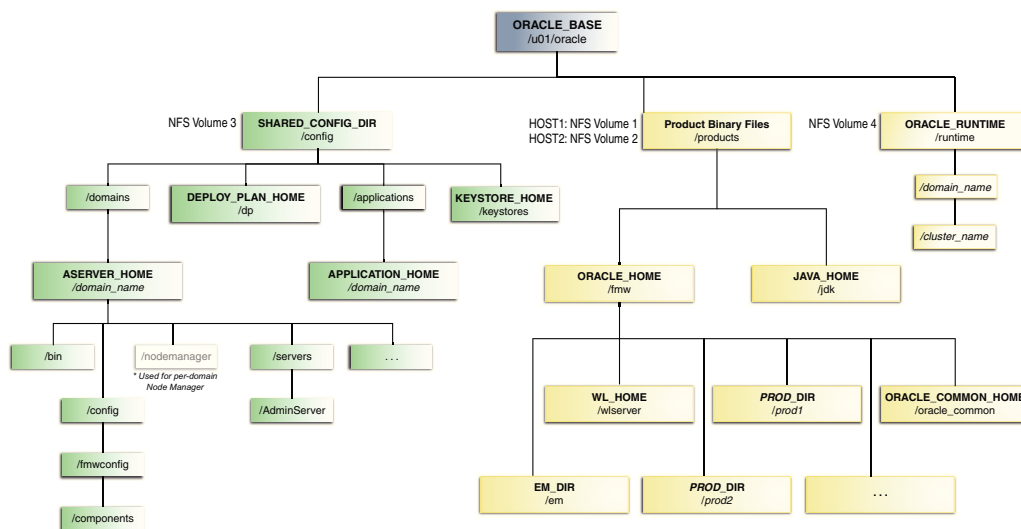 ORACLE_BASE
/u01/oracle
NFS Volume 3
SHARED_CONFIG_DIR
/config
HOST1: NFS Volume 1
HOST2: NFS Volume 2
Product Binary Files
/products
NFS Volume 4
ORACLE_RUNTIME
/runtime
/domains
DEPLOY_PLAN_HOME
/dp
/applications
KEYSTORE_HOME
/keystores
/domain_name
/cluster_name
ASERVER_HOME
/domain_name
APPLICATION_HOME
/domain_name
ORACLE_HOME
/fmw
JAVA_HOME
/jdk
/bin
/nodemanager
* Used for per-domain
Node Manager
/servers
. . .
/config
/AdminServer
WL_HOME
/wlserver
PROD_DIR
/prod1
ORACLE_COMMON_HOME
/oracle_common
/fmwconfig
/components
EM_DIR
/em
PROD_DIR
/prod2
. . .